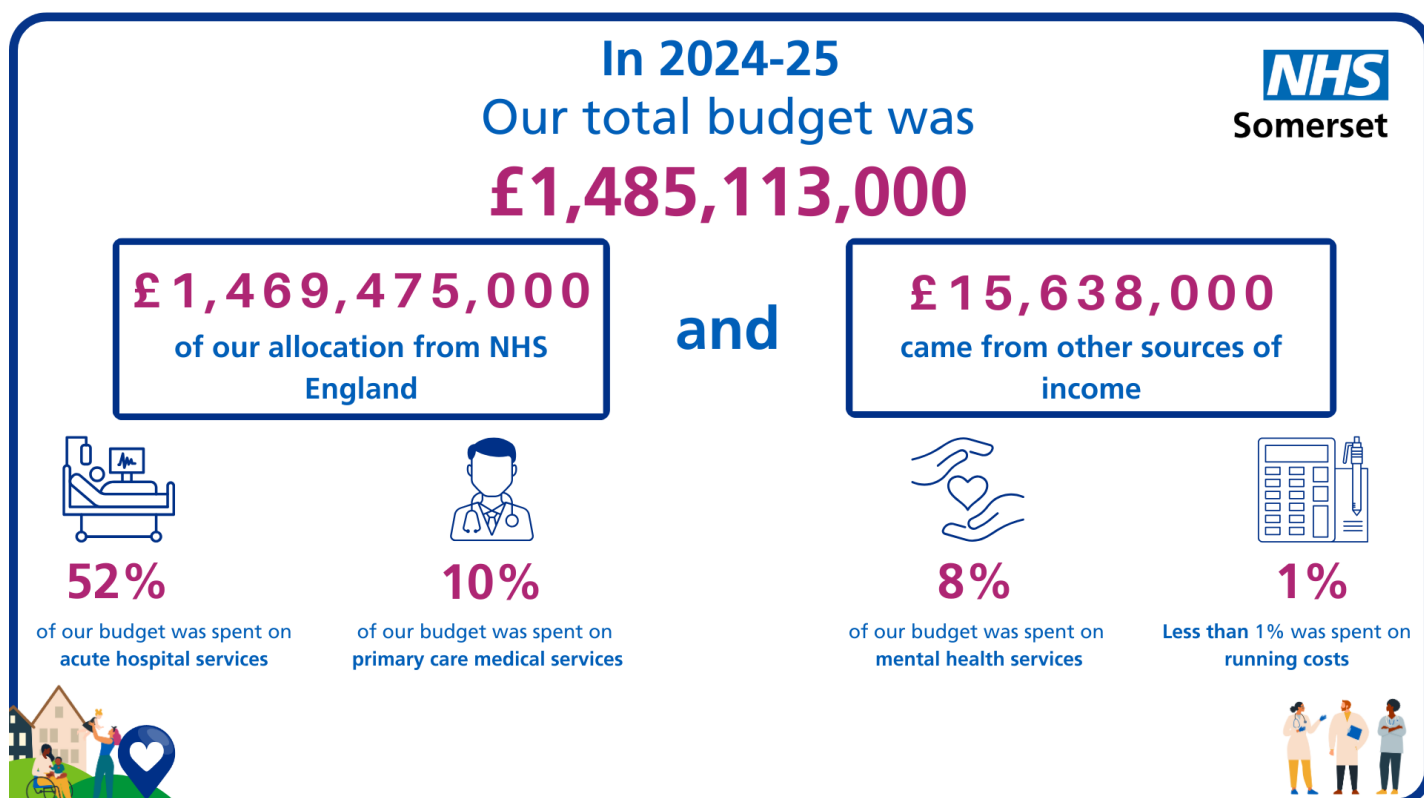 In 2024-25
Our total budget was
£1,485,113,000
NHS
Somerset
£1,469,475,000
of our allocation from NHS
England
and
£15,638,000
came from other sources of
income
52%
of our budget was spent on
acute hospital services
10%
of our budget was spent on
primary care medical services
8%
of our budget was spent on
mental health services
1%
Less than 1% was spent on
running costs